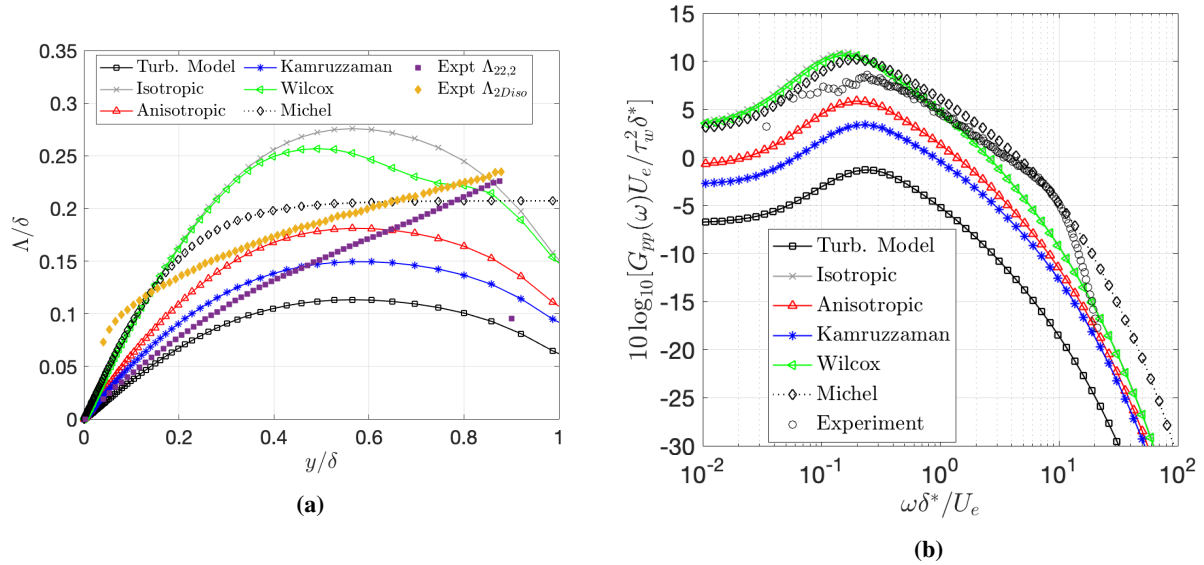 0.35
0.3
0.25
0.2
0.15
0.1
0.05
0
Λ/δ
Turb. Model
Isotropic
Anisotropic
Kamruzzaman
Wilcox
Michel
Expt Λ22,2
Expt Λ2Diso
0 0.2 0.4 0.6 0.8 1
y/δ
(a)
15
10
5
0
-5
-10
-15
-20
-25
-30
10 log10[Gpp(ω)Ue/τw²δ*]
Turb. Model
Isotropic
Anisotropic
Kamruzzaman
Wilcox
Michel
Experiment
10⁻² 10⁻¹ 10⁰ 10¹ 10²
ωδ*/Ue
(b)